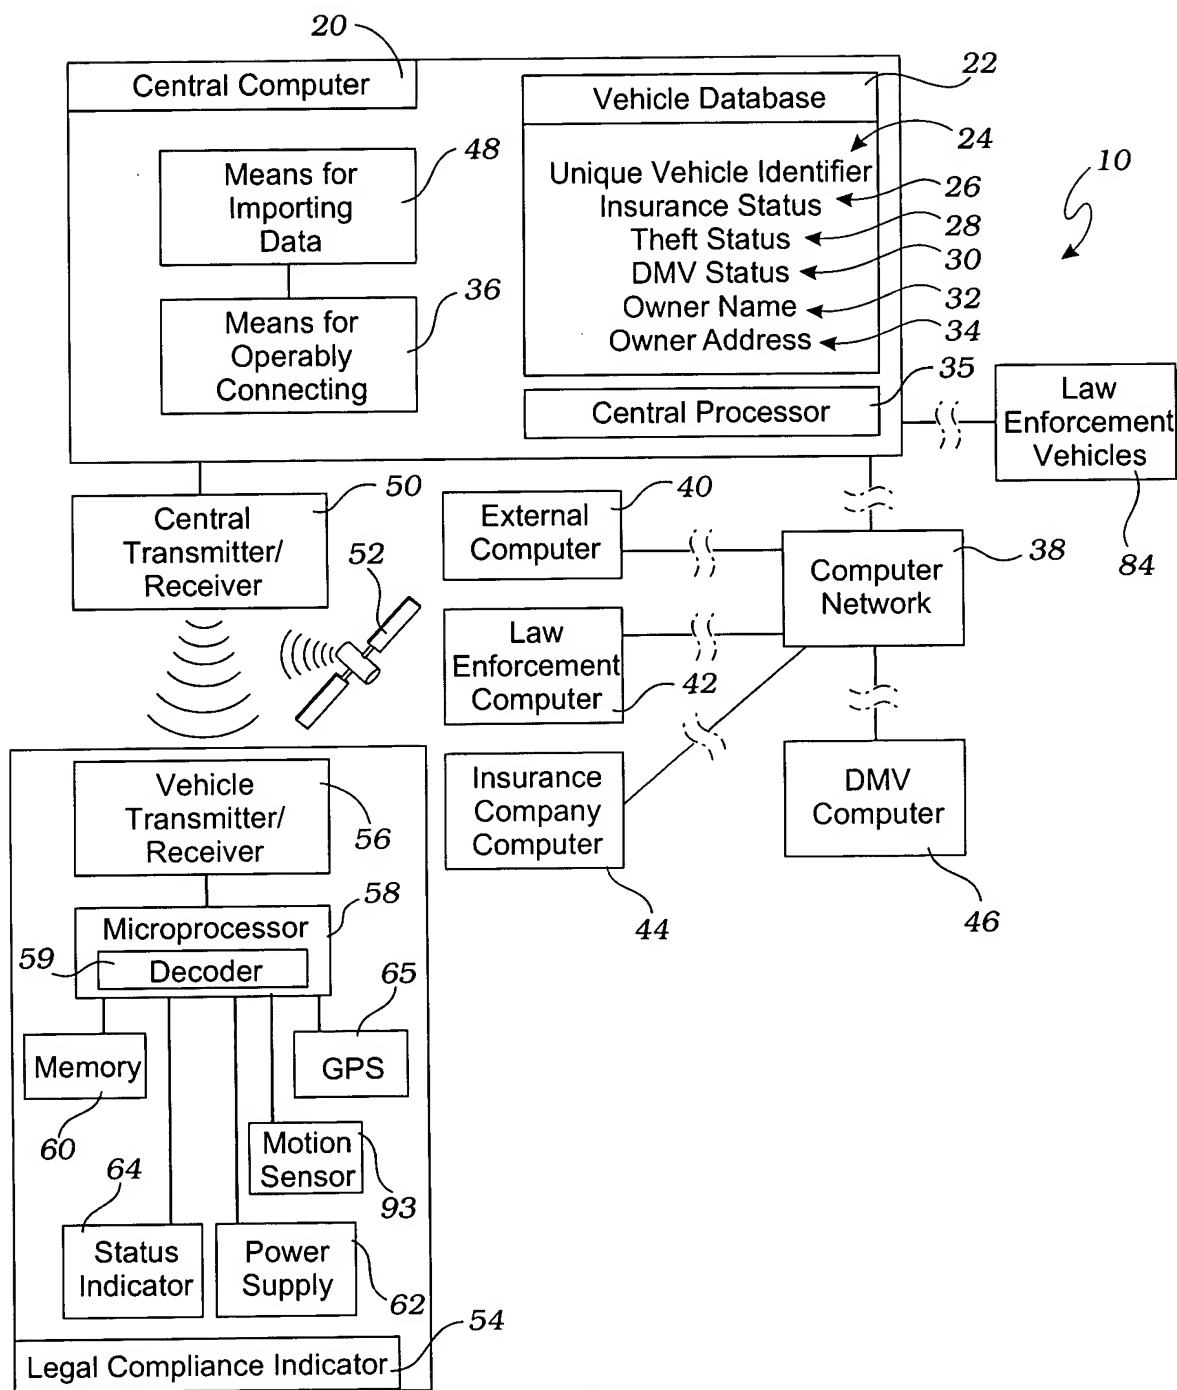 20
Central Computer
22
Vehicle Database
24
Unique Vehicle Identifier
26
Insurance Status
28
Theft Status
30
DMV Status
32
Owner Name
34
Owner Address
35
Central Processor
10
48
Means for
Importing
Data
36
Means for
Operably
Connecting
Law
Enforcement
Vehicles
84
50
Central
Transmitter/
Receiver
52
40
External
Computer
38
Computer
Network
Law
Enforcement
Computer
42
Insurance
Company
Computer
44
DMV
Computer
46
Vehicle
Transmitter/
Receiver
56
58
Microprocessor
59
Decoder
65
GPS
Memory
60
Motion
Sensor
93
64
Status
Indicator
Power
Supply
62
54
Legal Compliance Indicator